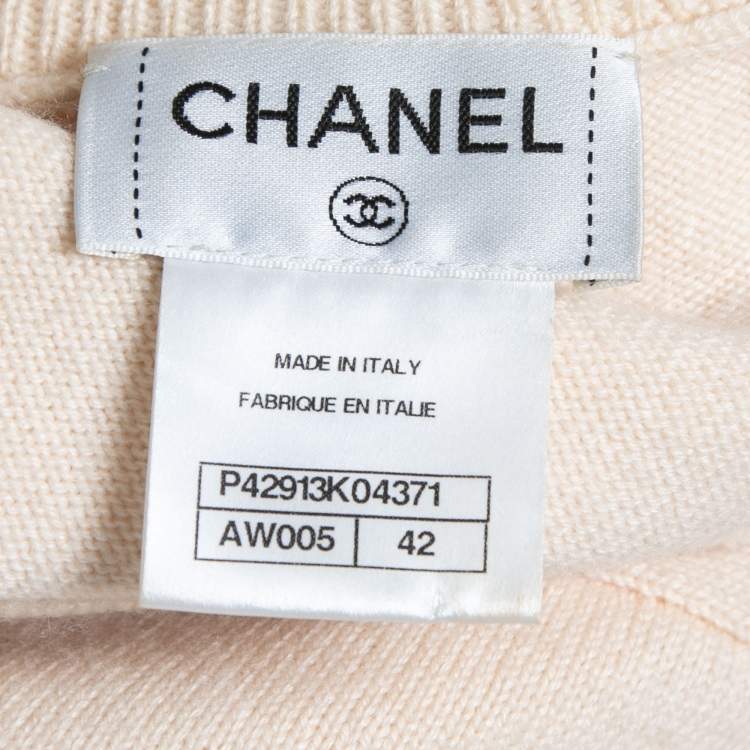 CHANEL
MADE IN ITALY
FABRIQUE EN ITALIE
P42913K04371
AW005 42